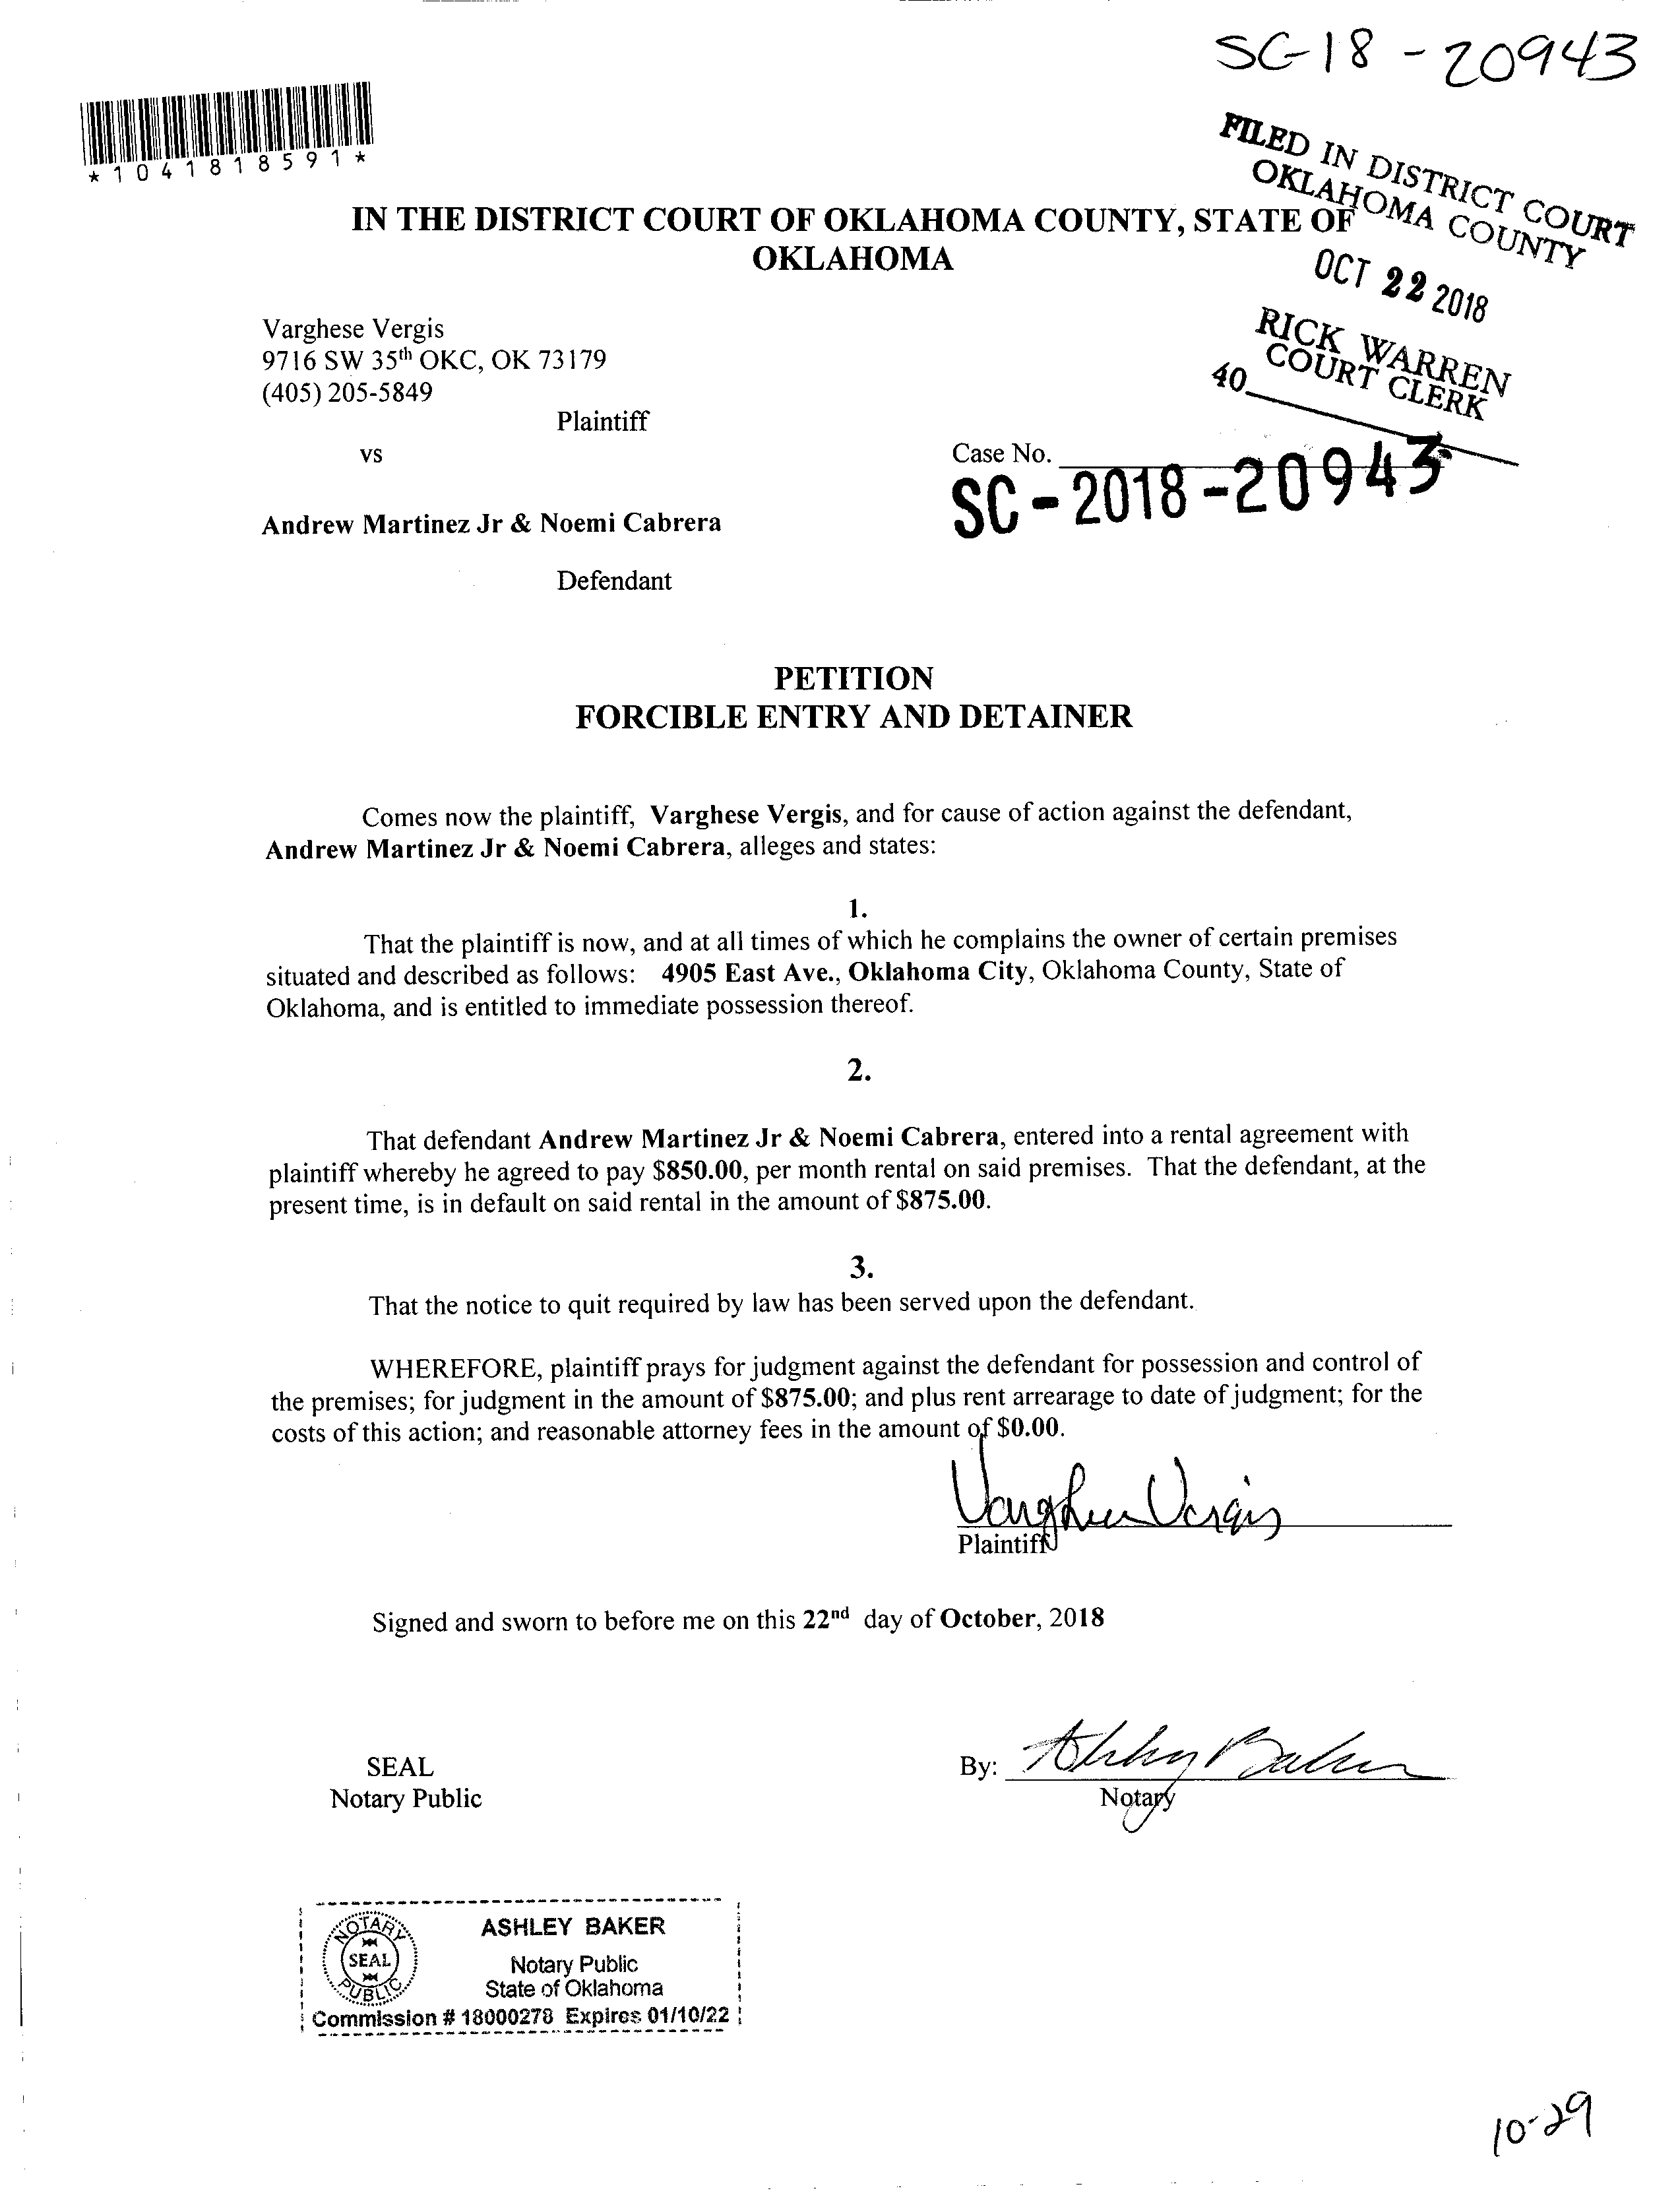 SC-18-20943
*1041818591*
FILED IN DISTRICT COURT
OKLAHOMA COUNTY
OCT 22 2018
RICK WARREN
COURT CLERK
40
IN THE DISTRICT COURT OF OKLAHOMA COUNTY, STATE OF
OKLAHOMA
Varghese Vergis
9716 SW 35th OKC, OK 73179
(405) 205-5849
Plaintiff
vs
Case No.
SC-2018-20943
Andrew Martinez Jr & Noemi Cabrera
Defendant
PETITION
FORCIBLE ENTRY AND DETAINER
Comes now the plaintiff, Varghese Vergis, and for cause of action against the defendant,
Andrew Martinez Jr & Noemi Cabrera, alleges and states:
1.
That the plaintiff is now, and at all times of which he complains the owner of certain premises
situated and described as follows: 4905 East Ave., Oklahoma City, Oklahoma County, State of
Oklahoma, and is entitled to immediate possession thereof.
2.
That defendant Andrew Martinez Jr & Noemi Cabrera, entered into a rental agreement with
plaintiff whereby he agreed to pay $850.00, per month rental on said premises. That the defendant, at the
present time, is in default on said rental in the amount of $875.00.
3.
That the notice to quit required by law has been served upon the defendant.
WHEREFORE, plaintiff prays for judgment against the defendant for possession and control of
the premises; for judgment in the amount of $875.00; and plus rent arrearage to date of judgment; for the
costs of this action; and reasonable attorney fees in the amount of $0.00.
Varghese Vergis
Plaintiff
Signed and sworn to before me on this 22nd day of October, 2018
SEAL
Notary Public
By: Ashley Baker
Notary
NOTARY
SEAL
PUBLIC
ASHLEY BAKER
Notary Public
State of Oklahoma
Commission # 18000278 Expires 01/10/22
10-29